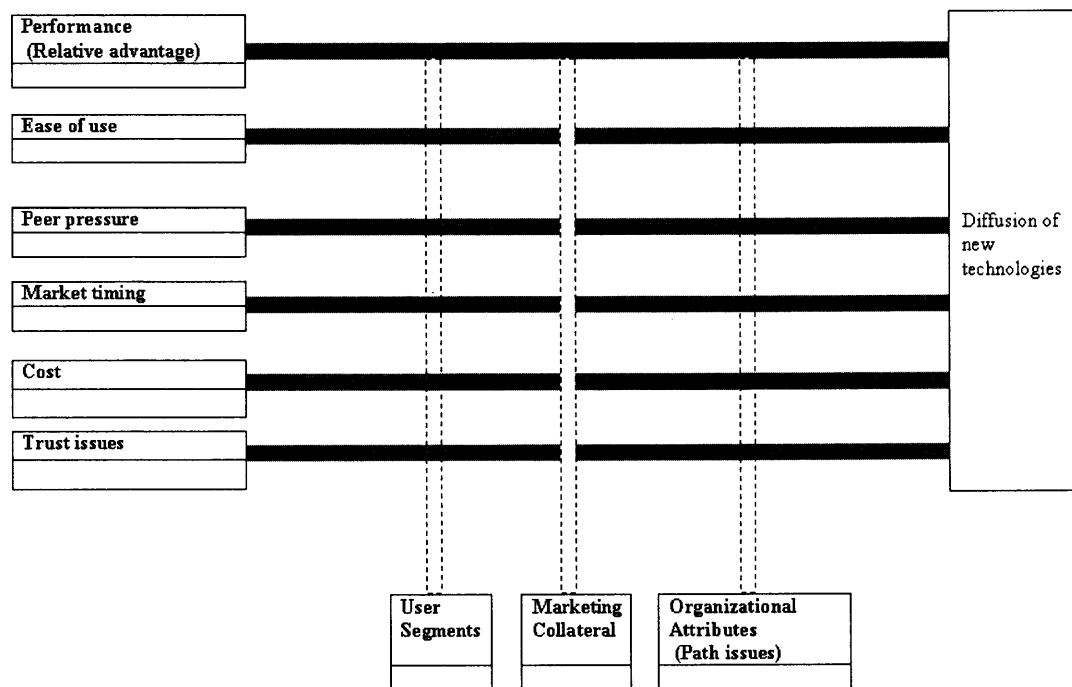 Performance
(Relative advantage)
Ease of use
Peer pressure
Market timing
Cost
Trust issues
Diffusion of
new
technologies
User
Segments
Marketing
Collateral
Organizational
Attributes
(Path issues)